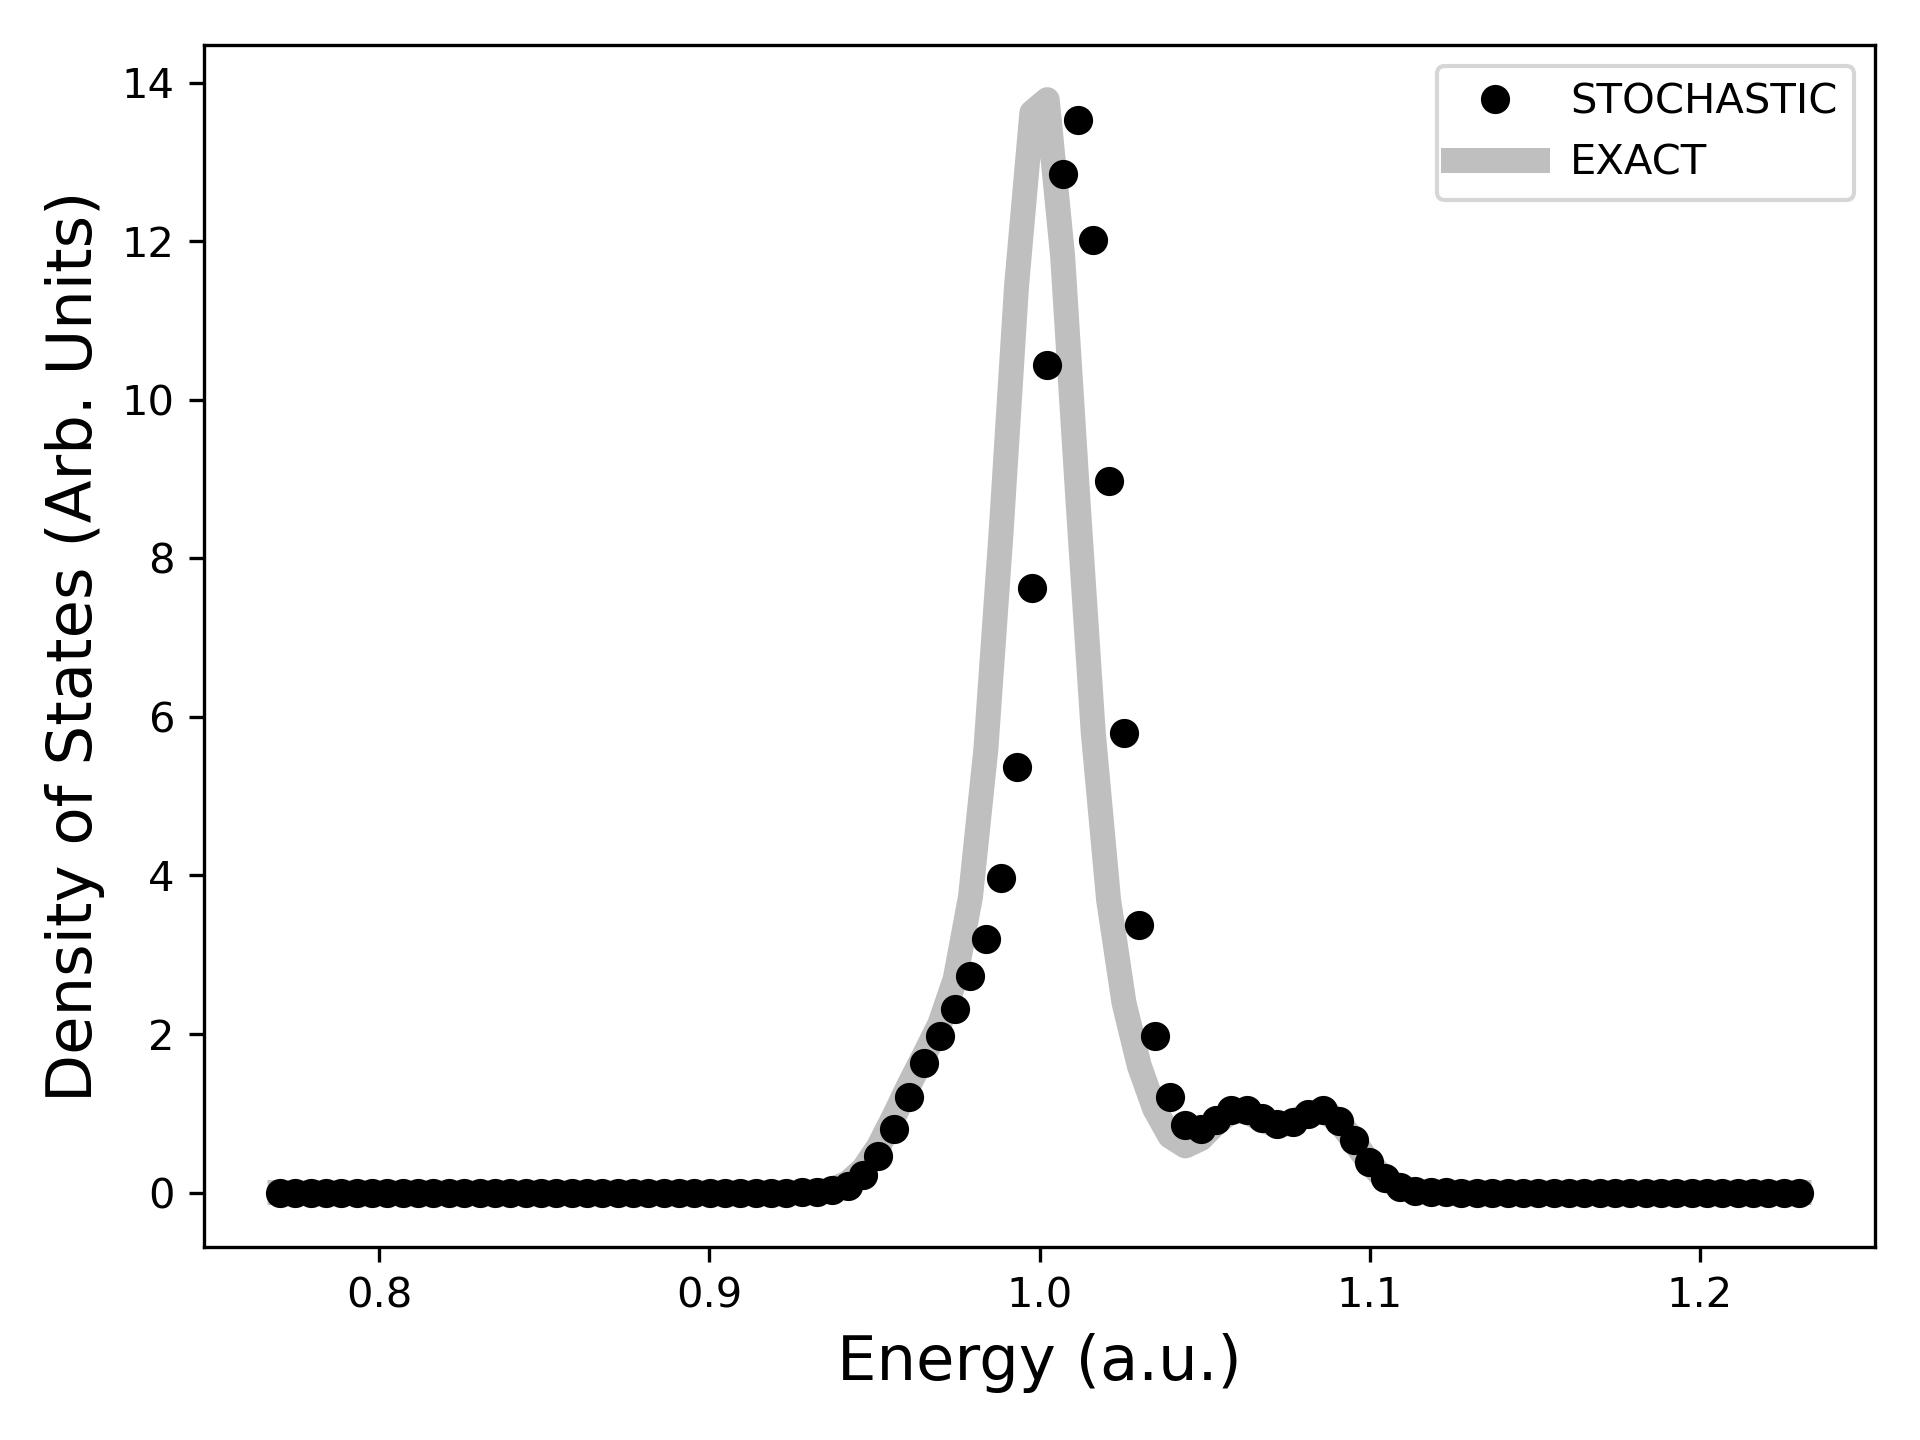 14
12
10
8
6
4
2
0
Density of States (Arb. Units)
STOCHASTIC
EXACT
0.8 0.9 1.0 1.1 1.2
Energy (a.u.)